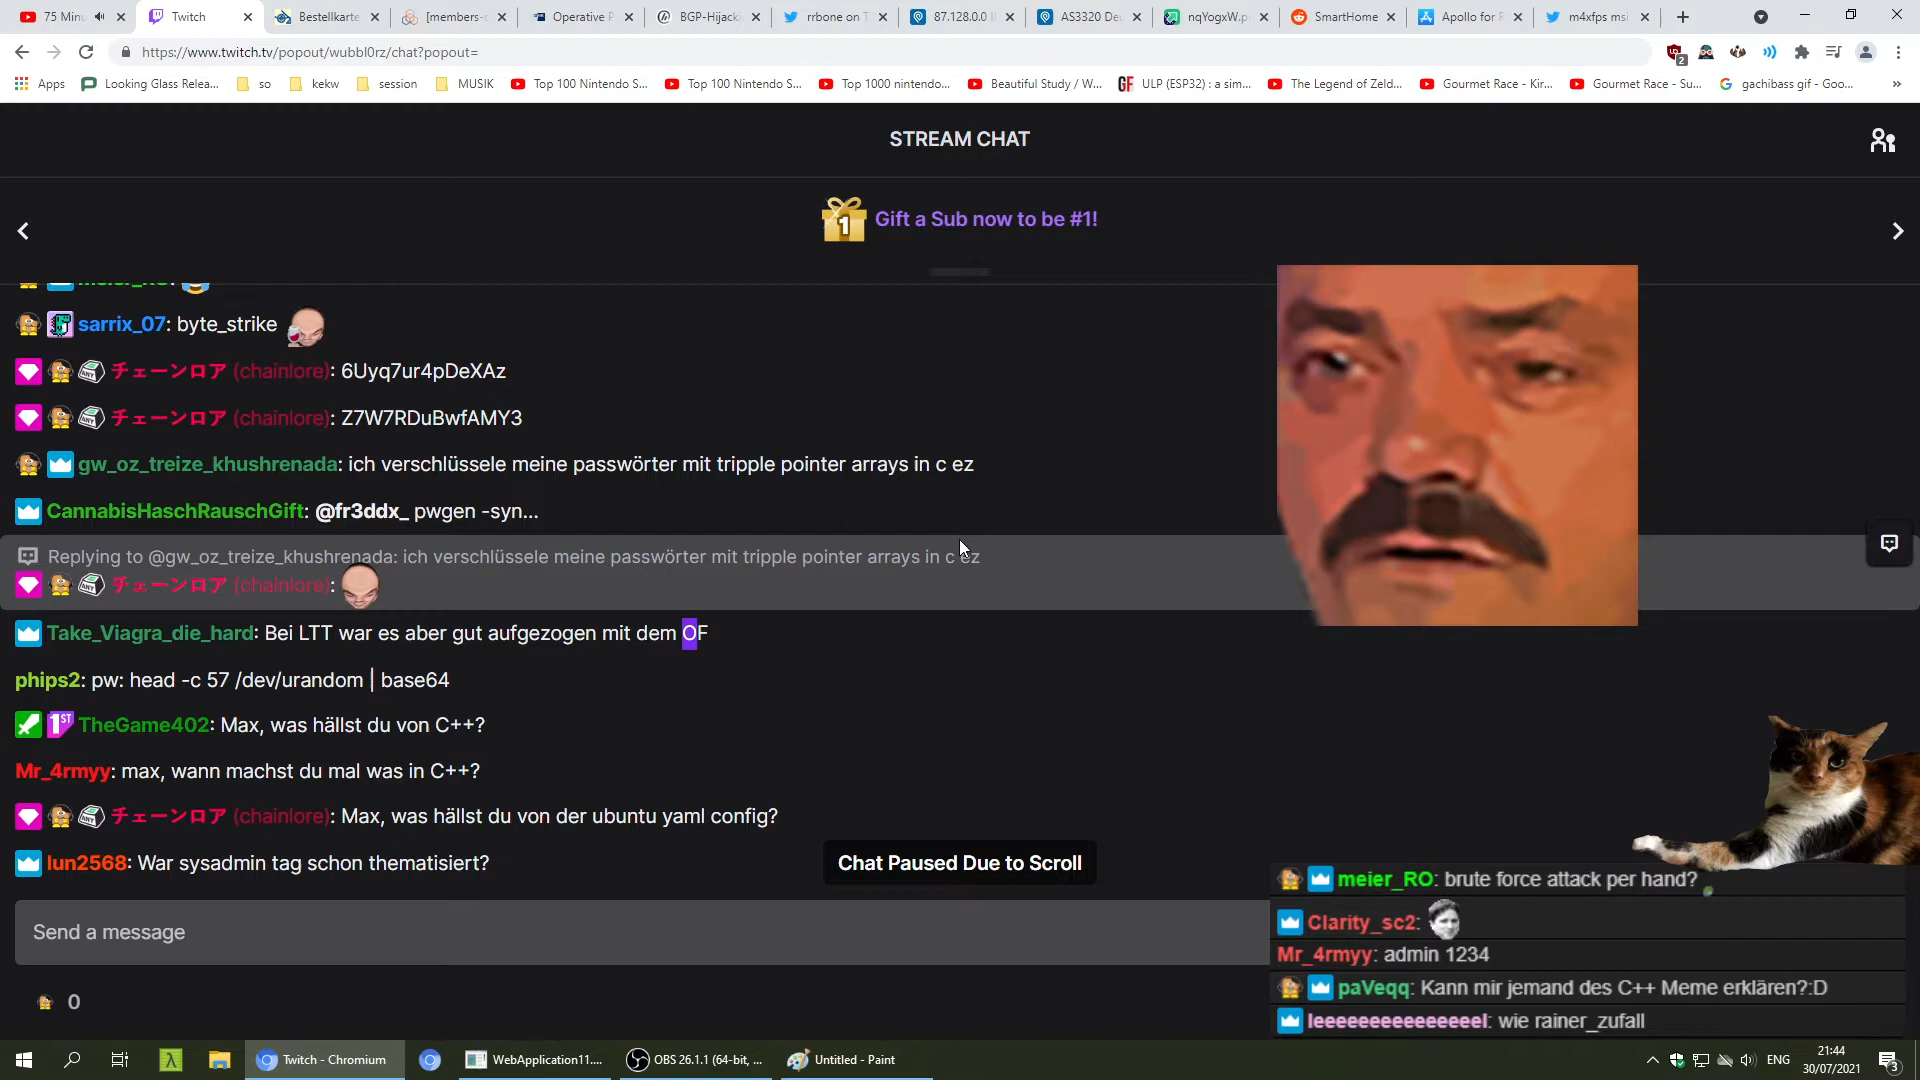 75 Minu
Twitch
Bestellkarte
[members-c
Operative P
BGP-Hijack
rrbone on T
87.128.0.0 I
AS3320 Deu
nqYogxW.p
SmartHome
Apollo for R
m4xfps msi
https://www.twitch.tv/popout/wubbl0rz/chat?popout=
2
Apps
Looking Glass Relea...
so
kekw
session
MUSIK
Top 100 Nintendo S...
Top 100 Nintendo S...
Top 1000 nintendo...
Beautiful Study / W...
ULP (ESP32) : a sim...
The Legend of Zeld...
Gourmet Race - Kir...
Gourmet Race - Su...
gachibass gif - Goo...
STREAM CHAT
1
Gift a Sub now to be #1!
meier_RO:
sarrix_07: byte_strike
チェーンロア (chainlore): 6Uyq7ur4pDeXAz
チェーンロア (chainlore): Z7W7RDuBwfAMY3
gw_oz_treize_khushrenada: ich verschlüssele meine passwörter mit tripple pointer arrays in c ez
CannabisHaschRauschGift: @fr3ddx_ pwgen -syn...
Replying to @gw_oz_treize_khushrenada: ich verschlüssele meine passwörter mit tripple pointer arrays in c ez
チェーンロア (chainlore):
Take_Viagra_die_hard: Bei LTT war es aber gut aufgezogen mit dem OF
phips2: pw: head -c 57 /dev/urandom | base64
1ST TheGame402: Max, was hällst du von C++?
Mr_4rmyy: max, wann machst du mal was in C++?
チェーンロア (chainlore): Max, was hällst du von der ubuntu yaml config?
lun2568: War sysadmin tag schon thematisiert?
Chat Paused Due to Scroll
Send a message
0
meier_RO: brute force attack per hand?
Clarity_sc2:
Mr_4rmyy: admin 1234
paVeqq: Kann mir jemand des C++ Meme erklären?:D
leeeeeeeeeeeeeel: wie rainer_zufall
Twitch - Chromium
WebApplication11....
OBS 26.1.1 (64-bit, ...
Untitled - Paint
ENG
21:44
30/07/2021
3